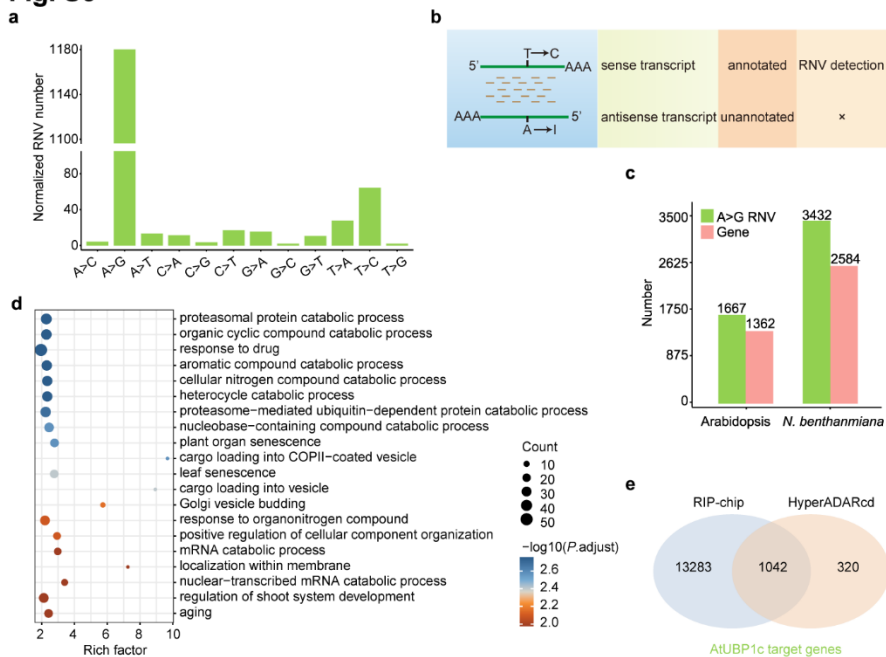 a
Normalized RNV number
1180
1140
1100
80
40
0
A>C
A>G
A>T
C>A
C>G
C>T
G>A
G>C
G>T
T>A
T>C
T>G
b
T→C
5'
AAA
sense transcript
annotated
RNV detection
AAA
5'
A→I
antisense transcript
unannotated
×
c
A>G RNV
Gene
Number
3500
2625
1750
875
0
1667
1362
3432
2584
Arabidopsis
N. benthanmiana
d
proteasomal protein catabolic process
organic cyclic compound catabolic process
response to drug
aromatic compound catabolic process
cellular nitrogen compound catabolic process
heterocycle catabolic process
proteasome-mediated ubiquitin-dependent protein catabolic process
nucleobase-containing compound catabolic process
plant organ senescence
cargo loading into COPII-coated vesicle
leaf senescence
cargo loading into vesicle
Golgi vesicle budding
response to organonitrogen compound
positive regulation of cellular component organization
mRNA catabolic process
localization within membrane
nuclear-transcribed mRNA catabolic process
regulation of shoot system development
aging
2
4
6
8
10
Rich factor
Count
10
20
30
40
50
−log10(P.adjust)
2.6
2.4
2.2
2.0
e
RIP-chip
HyperADARcd
13283
1042
320
AtUBP1c target genes